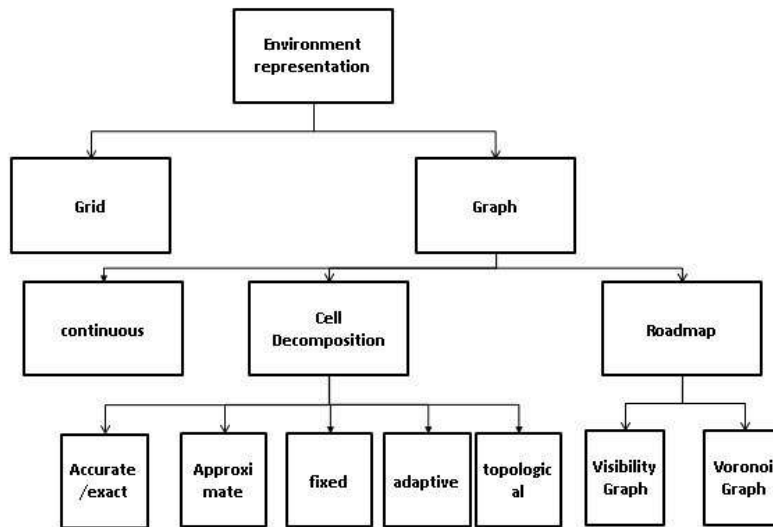 Environment
representation
Grid
Graph
continuous
Cell
Decomposition
Roadmap
Accurate
/exact
Approxi
mate
fixed
adaptive
topologic
al
Visibility
Graph
Voronoi
Graph